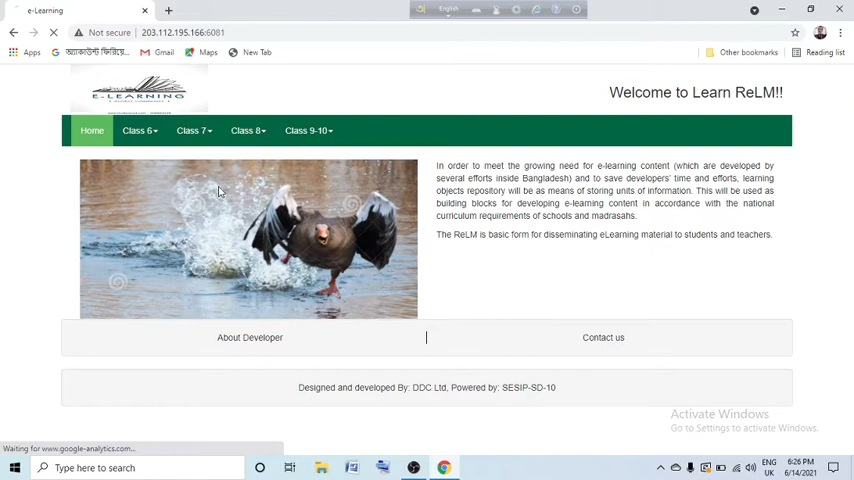 e-Learning
English
Not secure
203.112.195.166:6081
Apps
অ্যাকাউন্ট ফিরিয়ে...
Gmail
Maps
New Tab
Other bookmarks
Reading list
E-LEARNING
Welcome to Learn ReLM!!
Home
Class 6
Class 7
Class 8
Class 9-10
In order to meet the growing need for e-learning content (which are developed by
several efforts inside Bangladesh) and to save developers' time and efforts, learning
objects repository will be as means of storing units of information. This will be used as
building blocks for developing e-learning content in accordance with the national
curriculum requirements of schools and madrasahs.
The ReLM is basic form for disseminating eLearning material to students and teachers.
About Developer
Contact us
Designed and developed By: DDC Ltd, Powered by: SESIP-SD-10
Activate Windows
Go to Settings to activate Windows.
Waiting for www.google-analytics.com...
Type here to search
ENG
UK
6:26 PM
6/14/2021